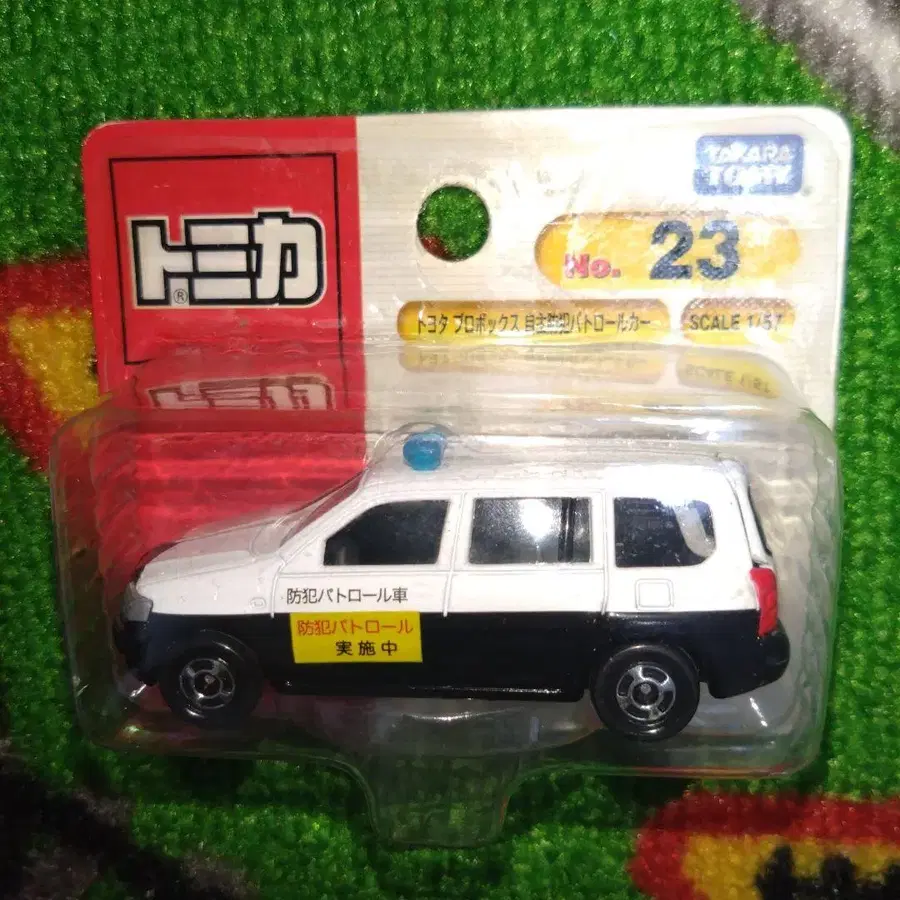 トミカ
®
TAKARA
TOMY
No. 23
トヨタ プロボックス 自主防犯パトロールカー
SCALE 1/57
防犯パトロール車
防犯パトロール
実施中